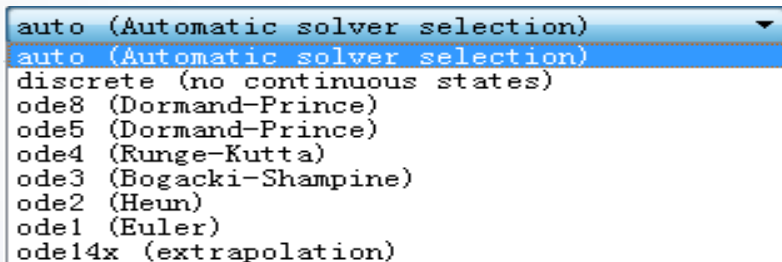 auto (Automatic solver selection)
auto (Automatic solver selection)
discrete (no continuous states)
ode8 (Dormand-Prince)
ode5 (Dormand-Prince)
ode4 (Runge-Kutta)
ode3 (Bogacki-Shampine)
ode2 (Heun)
ode1 (Euler)
ode14x (extrapolation)